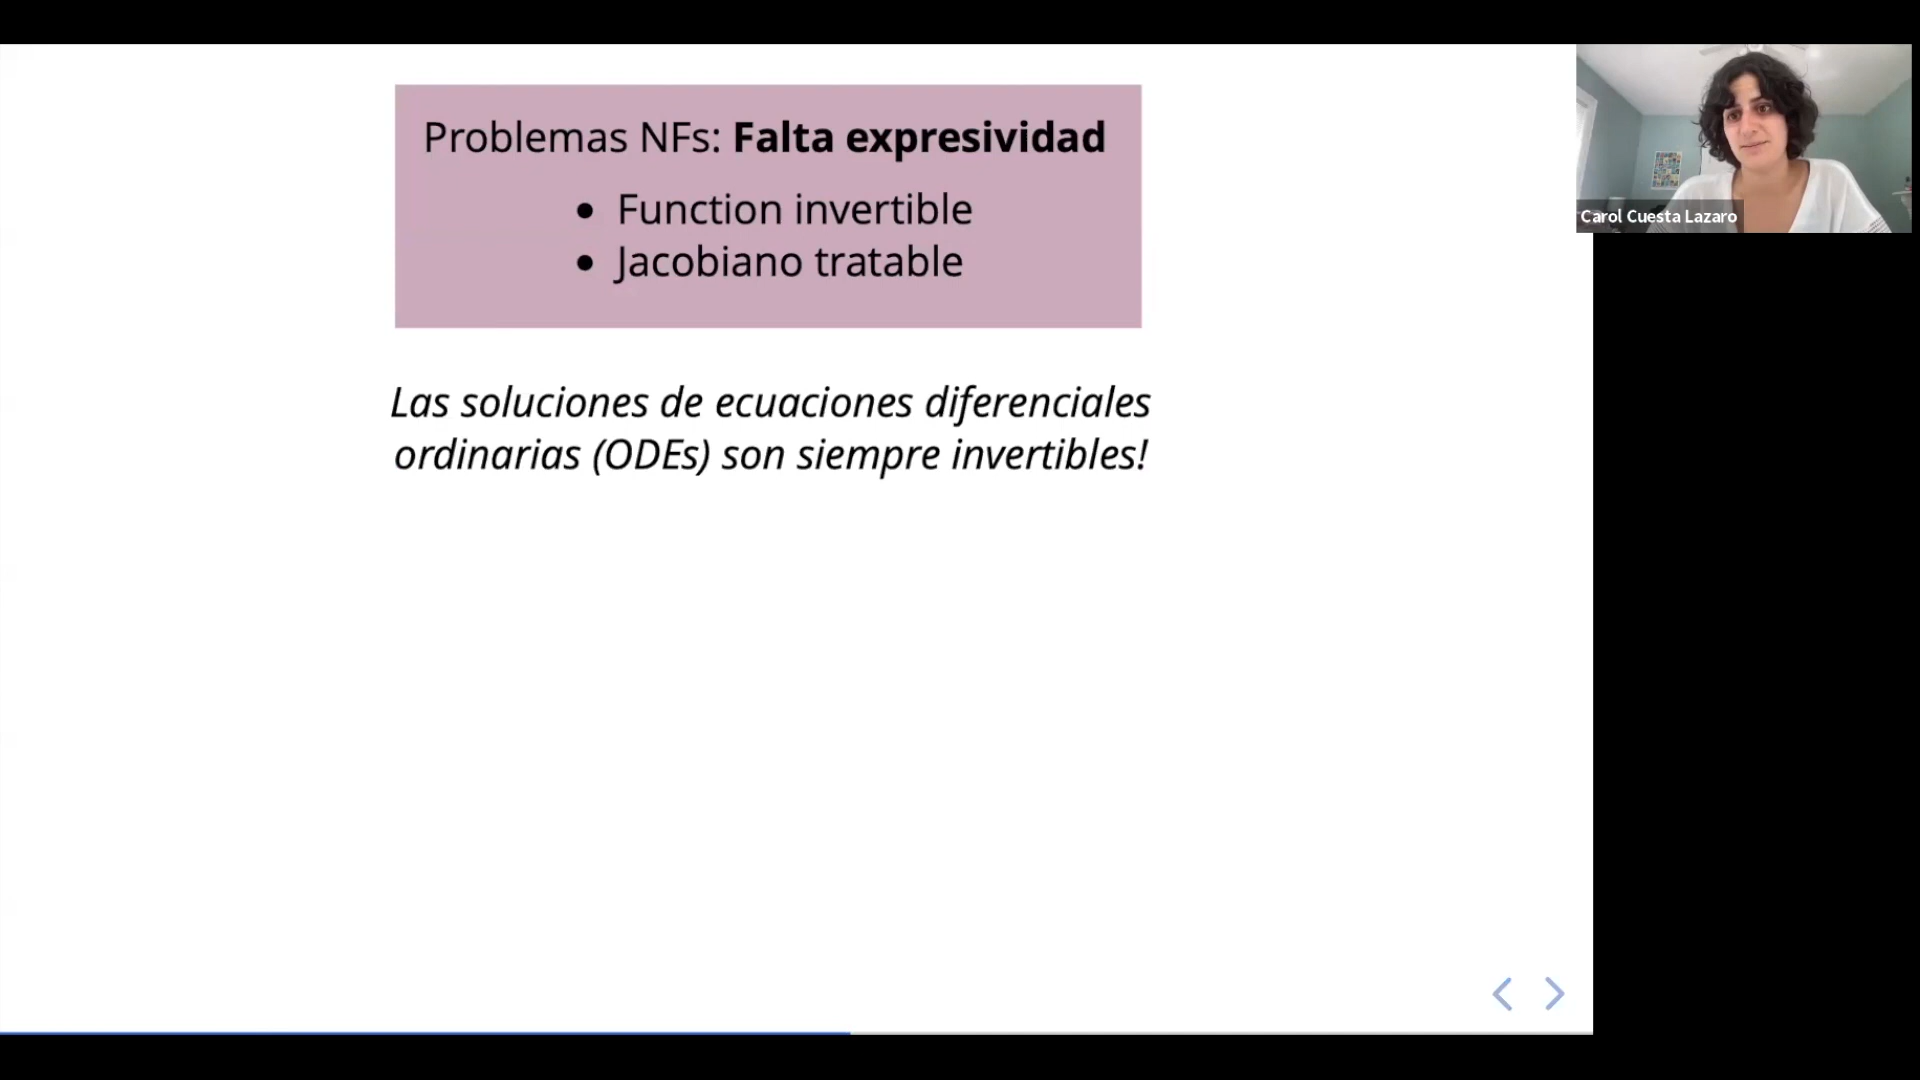 Problemas NFs: Falta expresividad
• Function invertible
• Jacobiano tratable
Las soluciones de ecuaciones diferenciales
ordinarias (ODEs) son siempre invertibles!
Carol Cuesta Lazaro